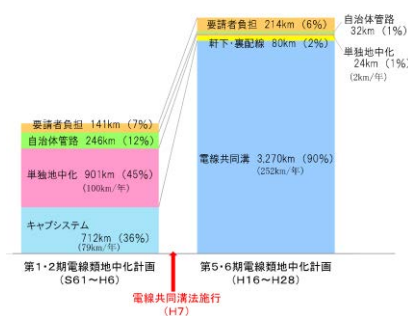 要請者負担 214km (6%)
自治体管路
32km (1%)
軒下・裏配線 80km (2%)
単独地中化
24km (1%)
(2km/年)
要請者負担 141km (7%)
自治体管路 246km (12%)
単独地中化 901km (45%)
(100km/年)
電線共同溝 3,270km (90%)
(252km/年)
キャブシステム
712km (36%)
(79km/年)
第1・2期電線類地中化計画
(S61~H6)
第5・6期電線類地中化計画
(H16~H28)
電線共同溝法施行
(H7)